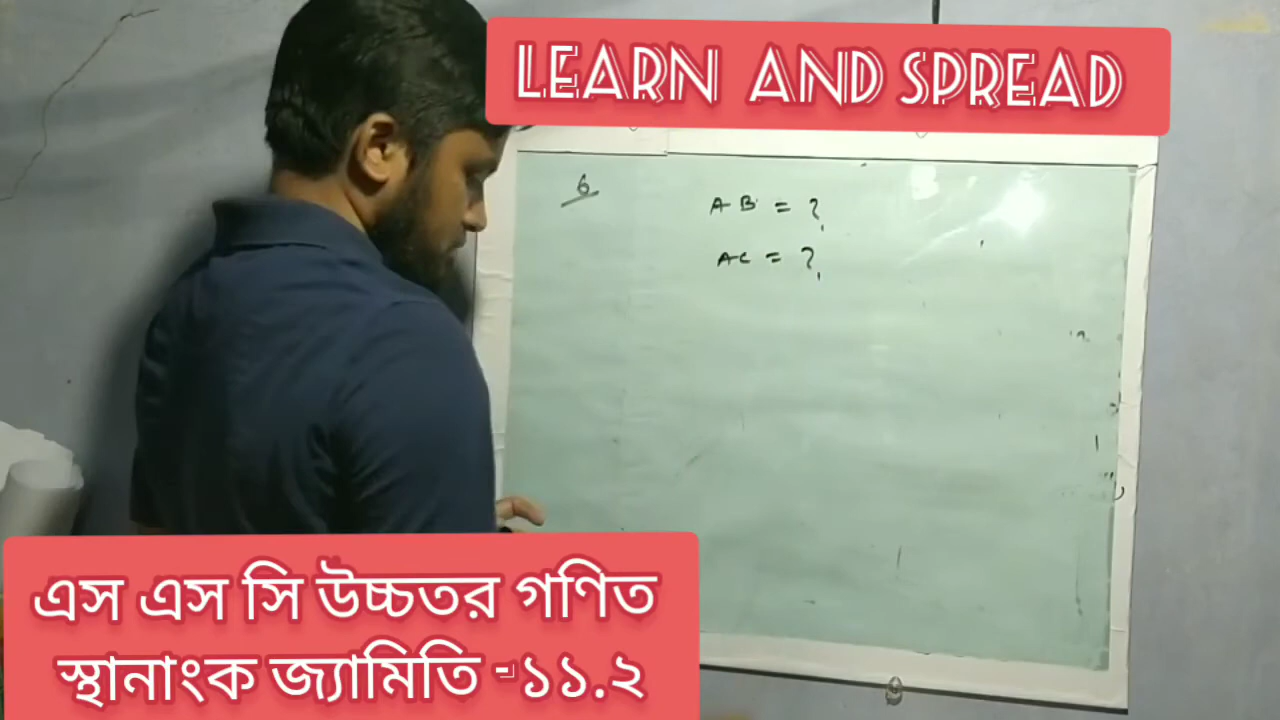 LEARN AND SPREAD
6
AB = ?
AC = ?
এস এস সি উচ্চতর গণিত
স্থানাংক জ্যামিতি -১১.২